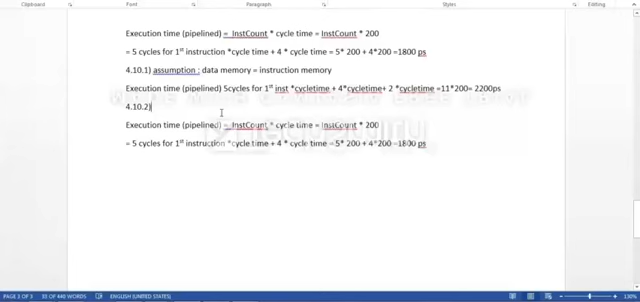 Clipboard Font Paragraph Styles Editing
Execution time (pipelined) = InstCount * cycle time = InstCount * 200
= 5 cycles for 1st instruction *cycle time + 4 * cycle time = 5* 200 + 4*200 =1800 ps
4.10.1) assumption : data memory = instruction memory
Execution time (pipelined) 5cycles for 1st inst *cycletime + 4*cycletime+ 2 *cycletime =11*200= 2200ps
4.10.2)
Execution time (pipelined) = InstCount * cycle time = InstCount * 200
= 5 cycles for 1st instruction *cycle time + 4 * cycle time = 5* 200 + 4*200 =1800 ps
PAGE 3 OF 3 440 WORDS ENGLISH (UNITED STATES) 130%